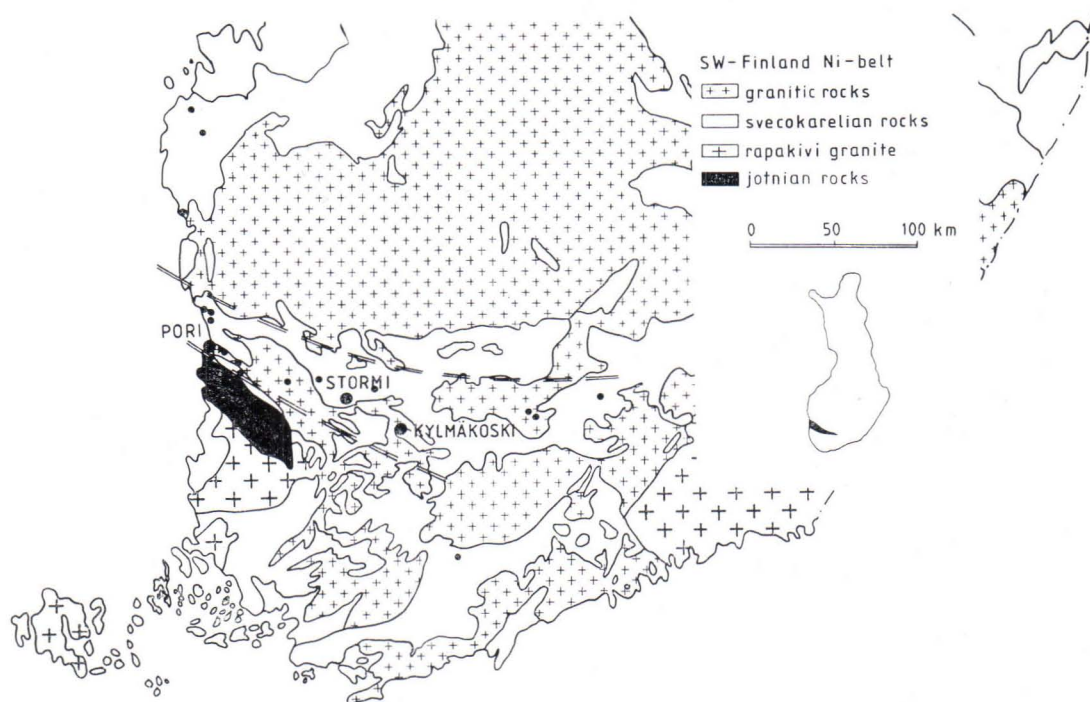 SW-Finland Ni-belt
granitic rocks
svecokarelian rocks
rapakivi granite
jotnian rocks
0 50 100 km
PORI
STORMI
KYLMÄKOSKI